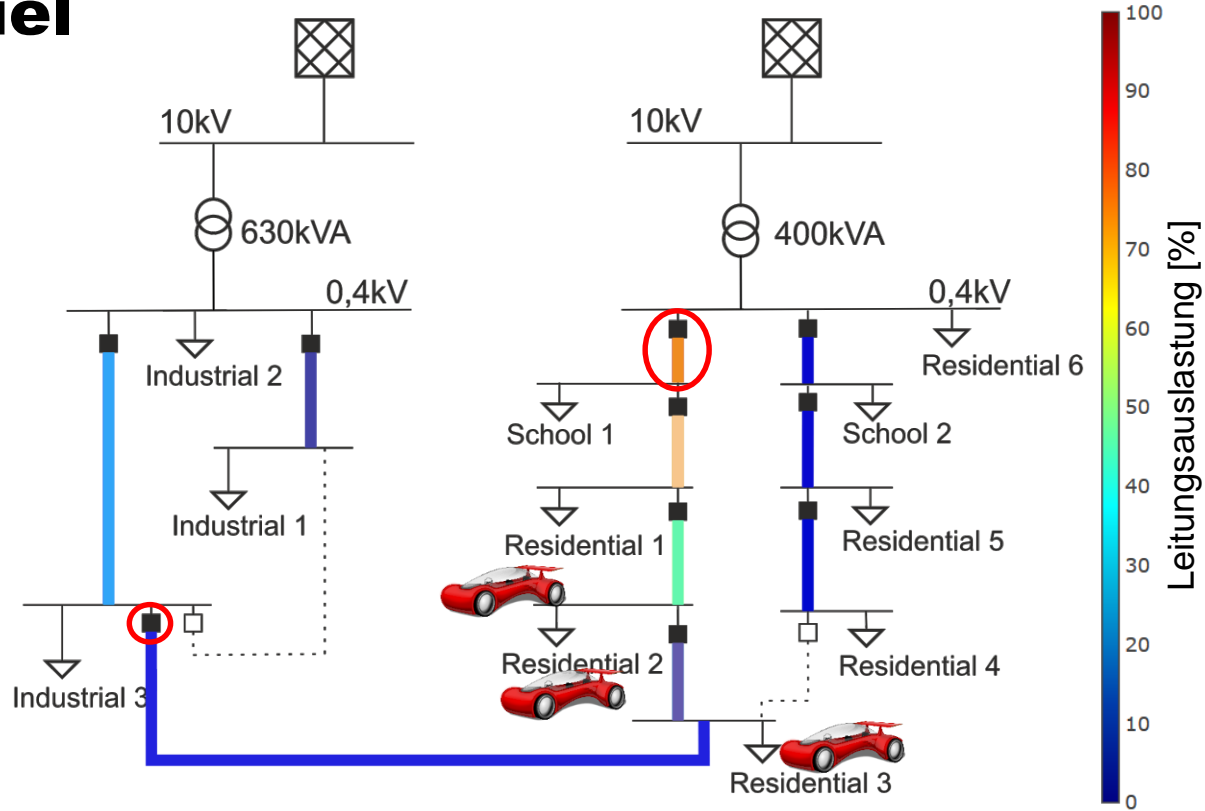 10kV
10kV
630kVA
400kVA
0,4kV
0,4kV
Industrial 2
Residential 6
School 1
School 2
Industrial 1
Residential 1
Residential 5
Residential 2
Residential 4
Industrial 3
Residential 3
100
90
80
70
60
50
40
30
20
10
0
Leitungsauslastung [%]